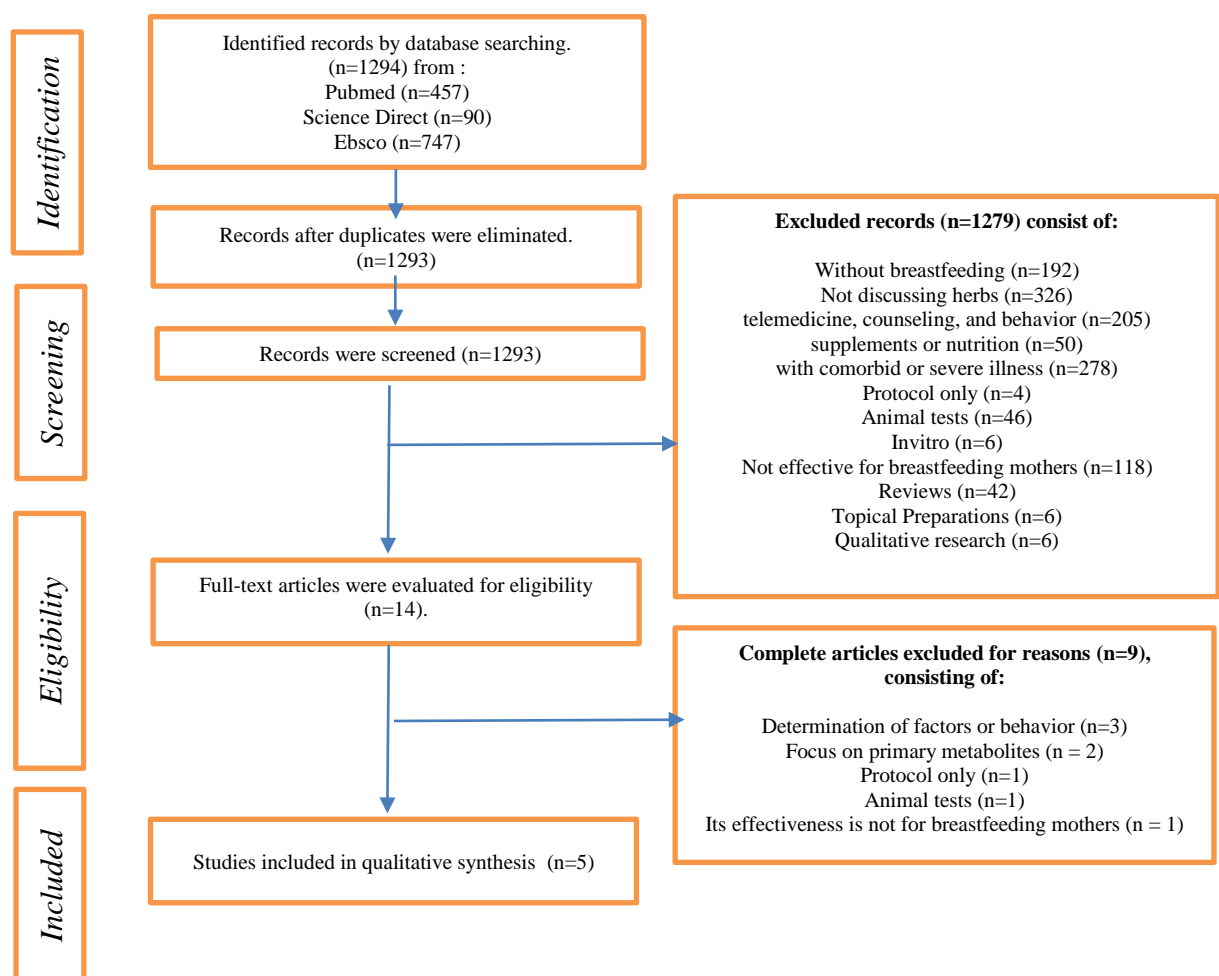 Identification
Identified records by database searching.
(n=1294) from :
Pubmed (n=457)
Science Direct (n=90)
Ebsco (n=747)
Records after duplicates were eliminated.
(n=1293)
Screening
Records were screened (n=1293)
Excluded records (n=1279) consist of:
Without breastfeeding (n=192)
Not discussing herbs (n=326)
telemedicine, counseling, and behavior (n=205)
supplements or nutrition (n=50)
with comorbid or severe illness (n=278)
Protocol only (n=4)
Animal tests (n=46)
Invitro (n=6)
Not effective for breastfeeding mothers (n=118)
Reviews (n=42)
Topical Preparations (n=6)
Qualitative research (n=6)
Eligibility
Full-text articles were evaluated for eligibility
(n=14).
Complete articles excluded for reasons (n=9),
consisting of:
Determination of factors or behavior (n=3)
Focus on primary metabolites (n = 2)
Protocol only (n=1)
Animal tests (n=1)
Its effectiveness is not for breastfeeding mothers (n = 1)
Included
Studies included in qualitative synthesis  (n=5)